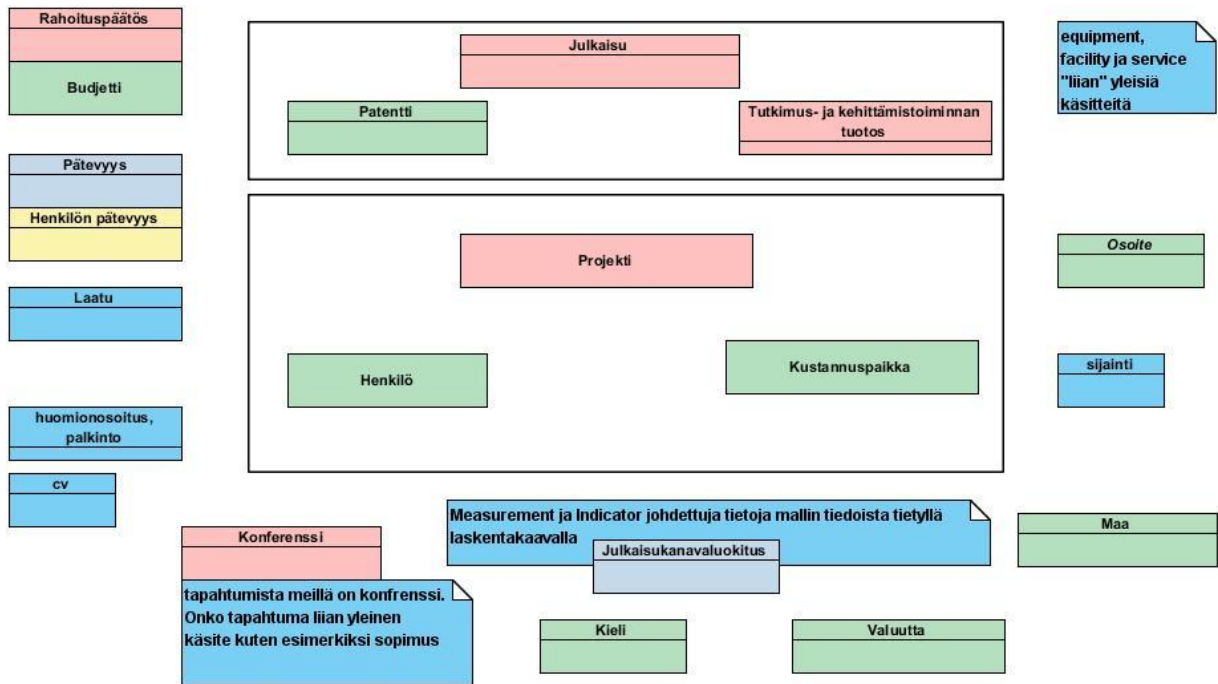 Rahoituspäätös
Budjetti
Julkaisu
Patentti
Tutkimus- ja kehittämistoiminnan
tuotos
equipment,
facility ja service
"liian" yleisiä
käsitteitä
Pätevyys
Henkilön pätevyys
Projekti
Osoite
Laatu
Henkilö
Kustannuspaikka
sijainti
huomionosoitus,
palkinto
cv
Measurement ja Indicator johdettuja tietoja mallin tiedoista tietyllä
laskentakaavalla
Maa
Konferenssi
Julkaisukanavaluokitus
tapahtumista meillä on konfrenssi.
Onko tapahtuma liian yleinen
käsite kuten esimerkiksi sopimus
Kieli
Valuutta